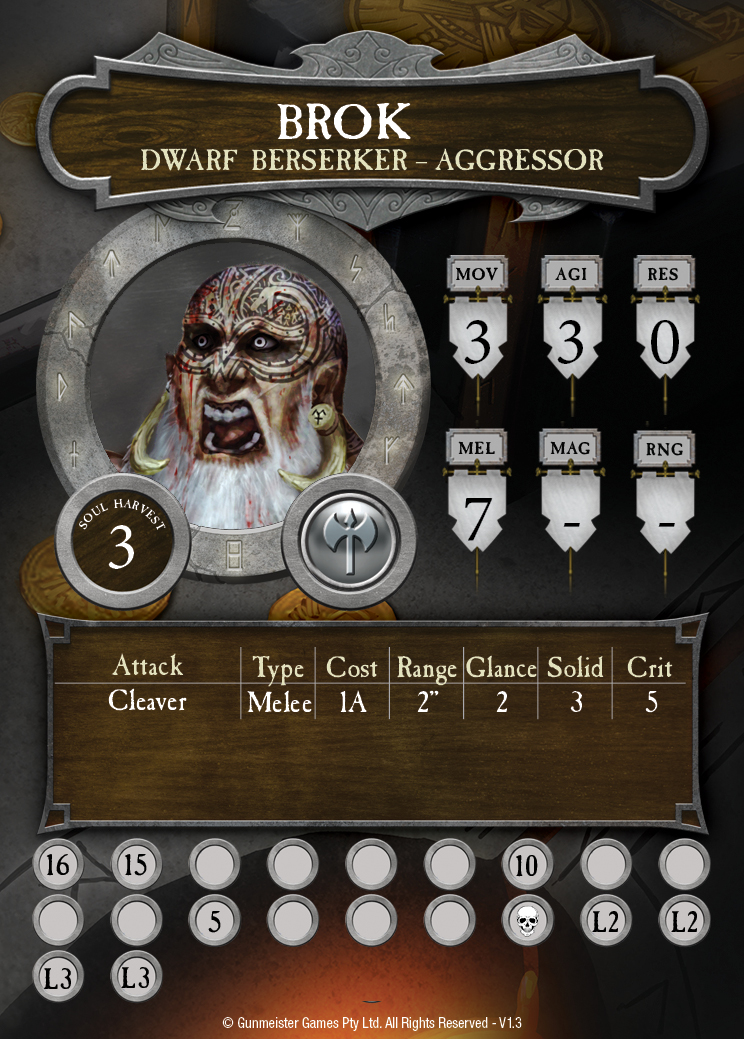 BROK
DWARF BERSERKER – AGGRESSOR
MOV AGI RES
3 3 0
MEL MAG RNG
7 - -
SOUL HARVEST
3
Attack Type Cost Range Glance Solid Crit
Cleaver Melee 1A 2” 2 3 5
16 15 10
5 L2 L2
L3 L3
© Gunmeister Games Pty Ltd. All Rights Reserved - V1.3